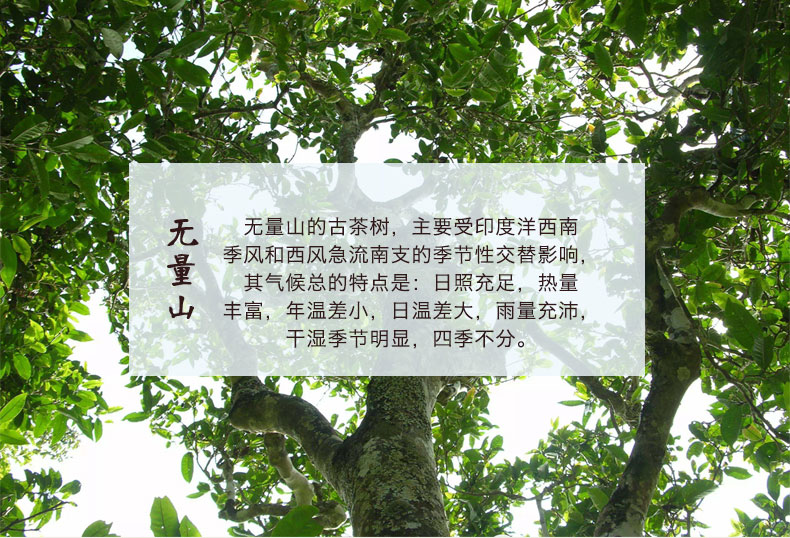 无量山
无量山的古茶树，主要受印度洋西南
季风和西风急流南支的季节性交替影响，
其气候总的特点是：日照充足，热量
丰富，年温差小，日温差大，雨量充沛，
干湿季节明显，四季不分。